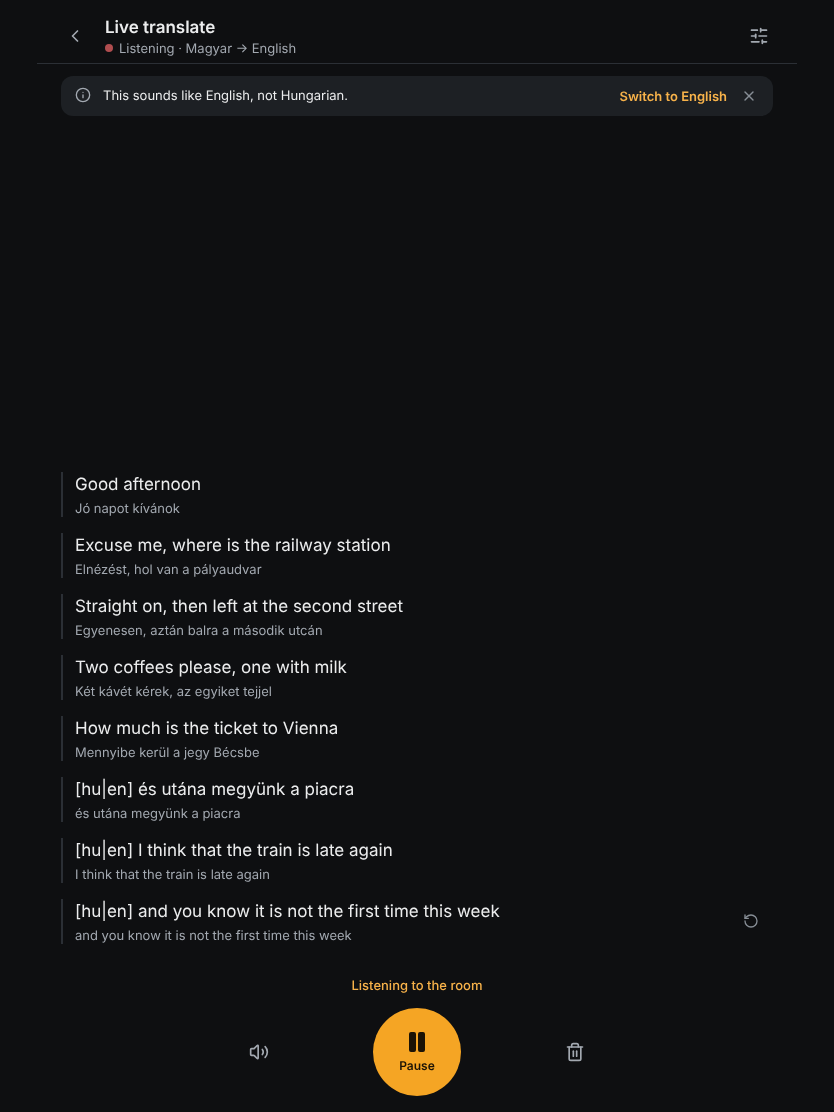 Live translate
Listening · Magyar → English
This sounds like English, not Hungarian.
Switch to English
Good afternoon
Jó napot kívánok
Excuse me, where is the railway station
Elnézést, hol van a pályaudvar
Straight on, then left at the second street
Egyenesen, aztán balra a második utcán
Two coffees please, one with milk
Két kávét kérek, az egyiket tejjel
How much is the ticket to Vienna
Mennyibe kerül a jegy Bécsbe
[hu|en] és utána megyünk a piacra
és utána megyünk a piacra
[hu|en] I think that the train is late again
I think that the train is late again
[hu|en] and you know it is not the first time this week
and you know it is not the first time this week
Listening to the room
Pause